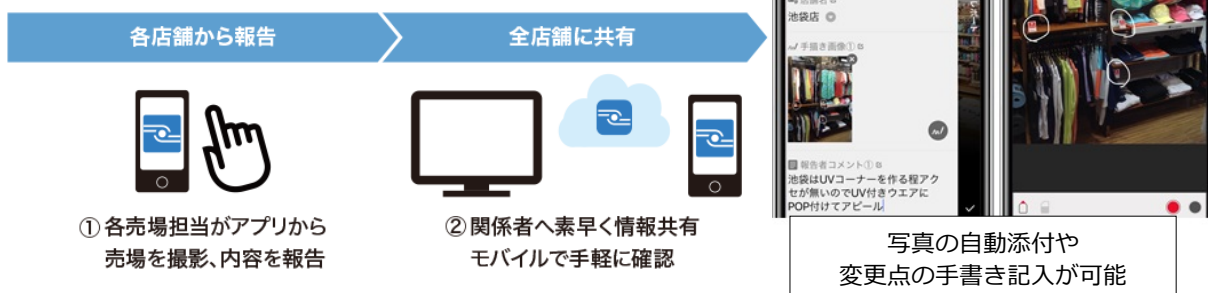 各店舗から報告
全店舗に共有
① 各売場担当がアプリから
売場を撮影、内容を報告
② 関係者へ素早く情報共有
モバイルで手軽に確認
池袋店
手描き画像①
報告者コメント①
池袋はUVコーナーを作る程アク
セが無いのでUV付きウエアに
POP付けてアピール
写真の自動添付や
変更点の手書き記入が可能